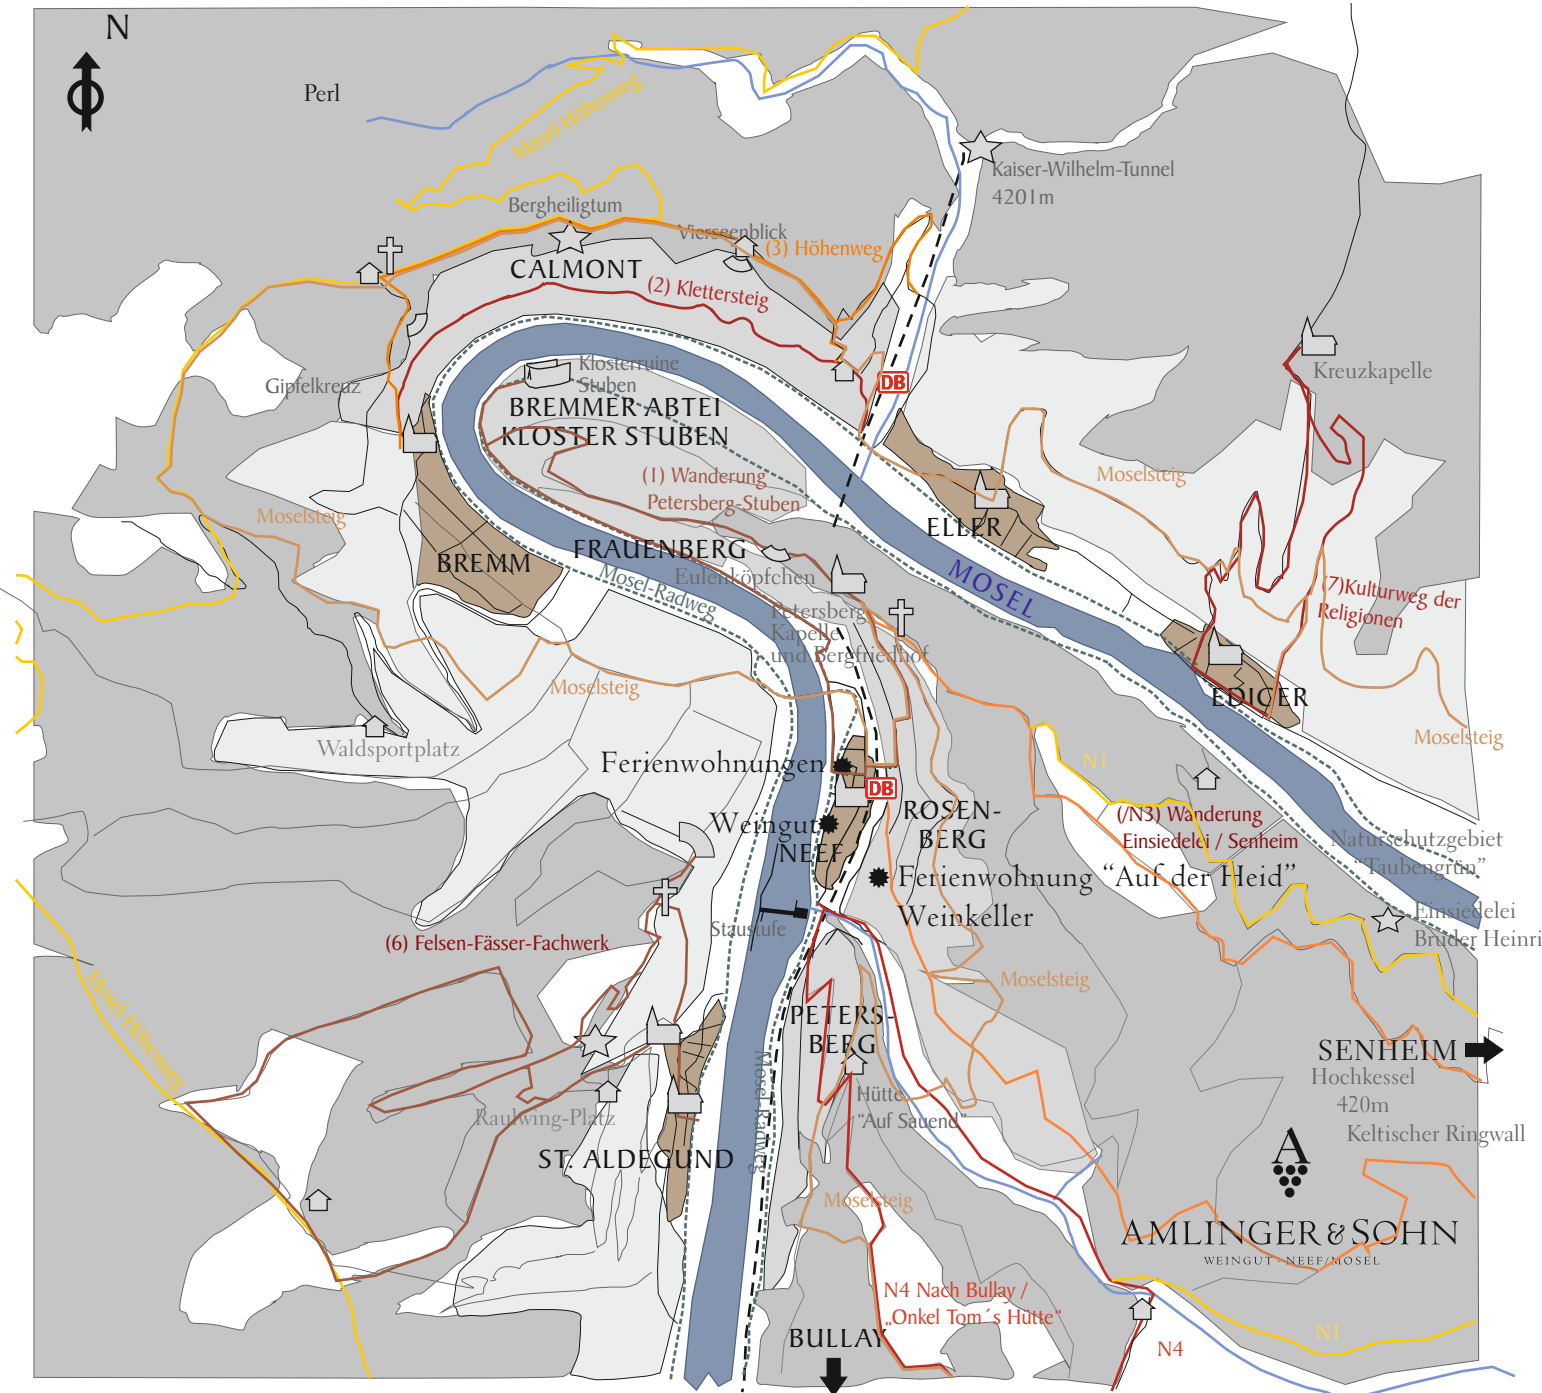 N
Perl
Mosel-Höhenweg
Kaiser-Wilhelm-Tunnel
4201m
Bergheiligtum
Vierseenblick
(3) Höhenweg
CALMONT
(2) Klettersteig
Klosterruine
Stuben
Gipfelkreuz
BREMMER ABTEI
KLOSTER STUBEN
DB
Kreuzkapelle
(1) Wanderung
Petersberg-Stuben
Moselsteig
Moselsteig
ELLER
BREMM
FRAUENBERG
Eulenköpfchen
Mosel-Radweg
MOSEL
Petersberg
Kapelle
und Bergfriedhof
(7)Kulturweg der
Religionen
Moselsteig
EDIGER
Moselsteig
Waldsportplatz
Ferienwohnungen
N1
DB
ROSEN-
BERG
(/N3) Wanderung
Einsiedelei / Senheim
Weingut
NEEF
Naturschutzgebiet
“Taubengrün”
Ferienwohnung “Auf der Heid”
Weinkeller
Staustufe
Einsiedelei
Bruder Heinri
(6) Felsen-Fässer-Fachwerk
Mosel-Höhenweg
Moselsteig
PETERS-
BERG
SENHEIM
Hochkessel
420m
Keltischer Ringwall
Hütte
“Auf Sauend”
Raulwing-Platz
Mosel-Radweg
ST. ALDEGUND
Moselsteig
A
AMLINGER & SOHN
WEINGUT · NEEF/MOSEL
N4 Nach Bullay /
„Onkel Tom´s Hütte“
BULLAY
N4
N1